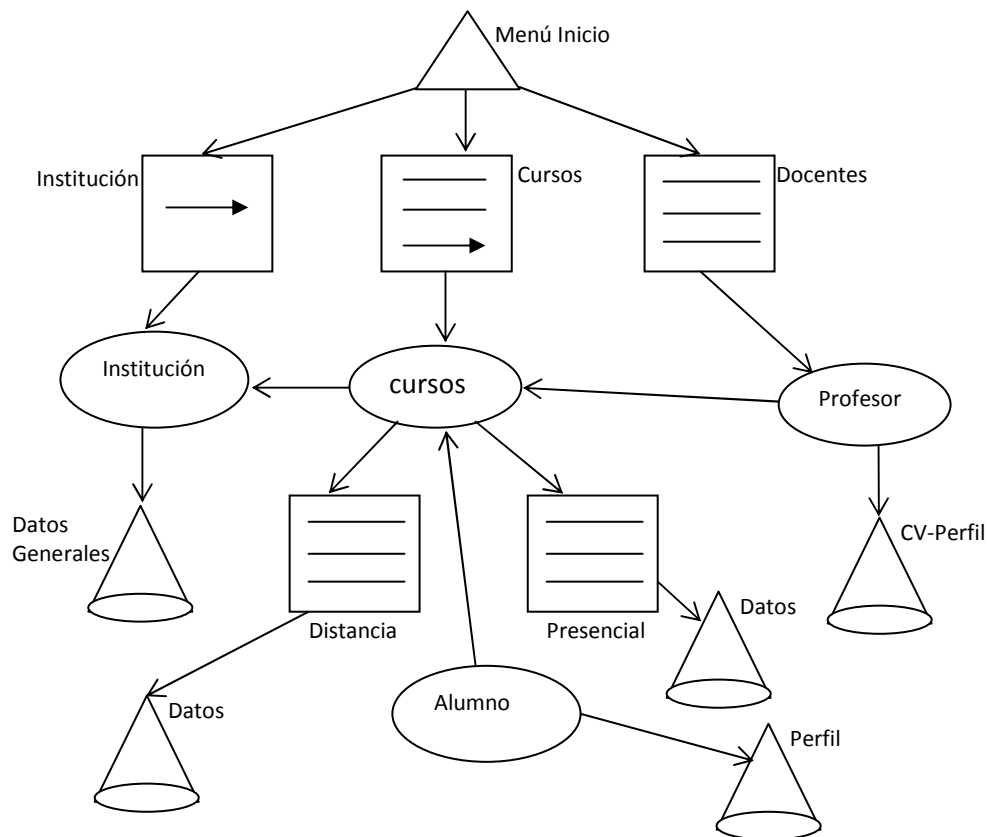 Menú Inicio
Institución
Cursos
Docentes
Institución
cursos
Profesor
Datos
Generales
CV-Perfil
Distancia
Presencial
Datos
Datos
Alumno
Perfil